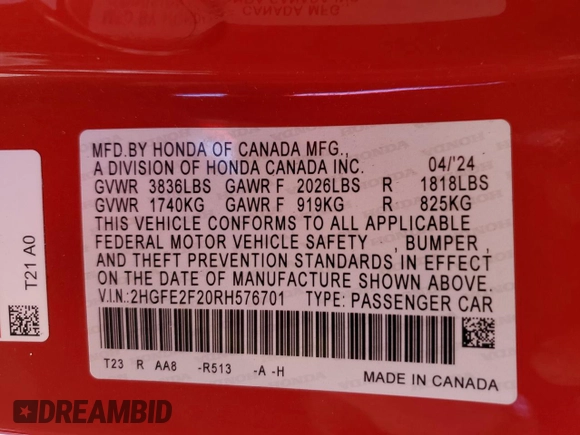 CANADA MFG.
T21 A0
MFD.BY HONDA OF CANADA MFG.,
A DIVISION OF HONDA CANADA INC. 04/'24
GVWR 3836LBS GAWR F 2026LBS R 1818LBS
GVWR 1740KG GAWR F 919KG R 825KG
THIS VEHICLE CONFORMS TO ALL APPLICABLE
FEDERAL MOTOR VEHICLE SAFETY , BUMPER ,
AND THEFT PREVENTION STANDARDS IN EFFECT
ON THE DATE OF MANUFACTURE SHOWN ABOVE.
V.I.N.:2HGFE2F20RH576701 TYPE: PASSENGER CAR
T23 R AA8 -R513 -A -H
MADE IN CANADA
DREAMBID